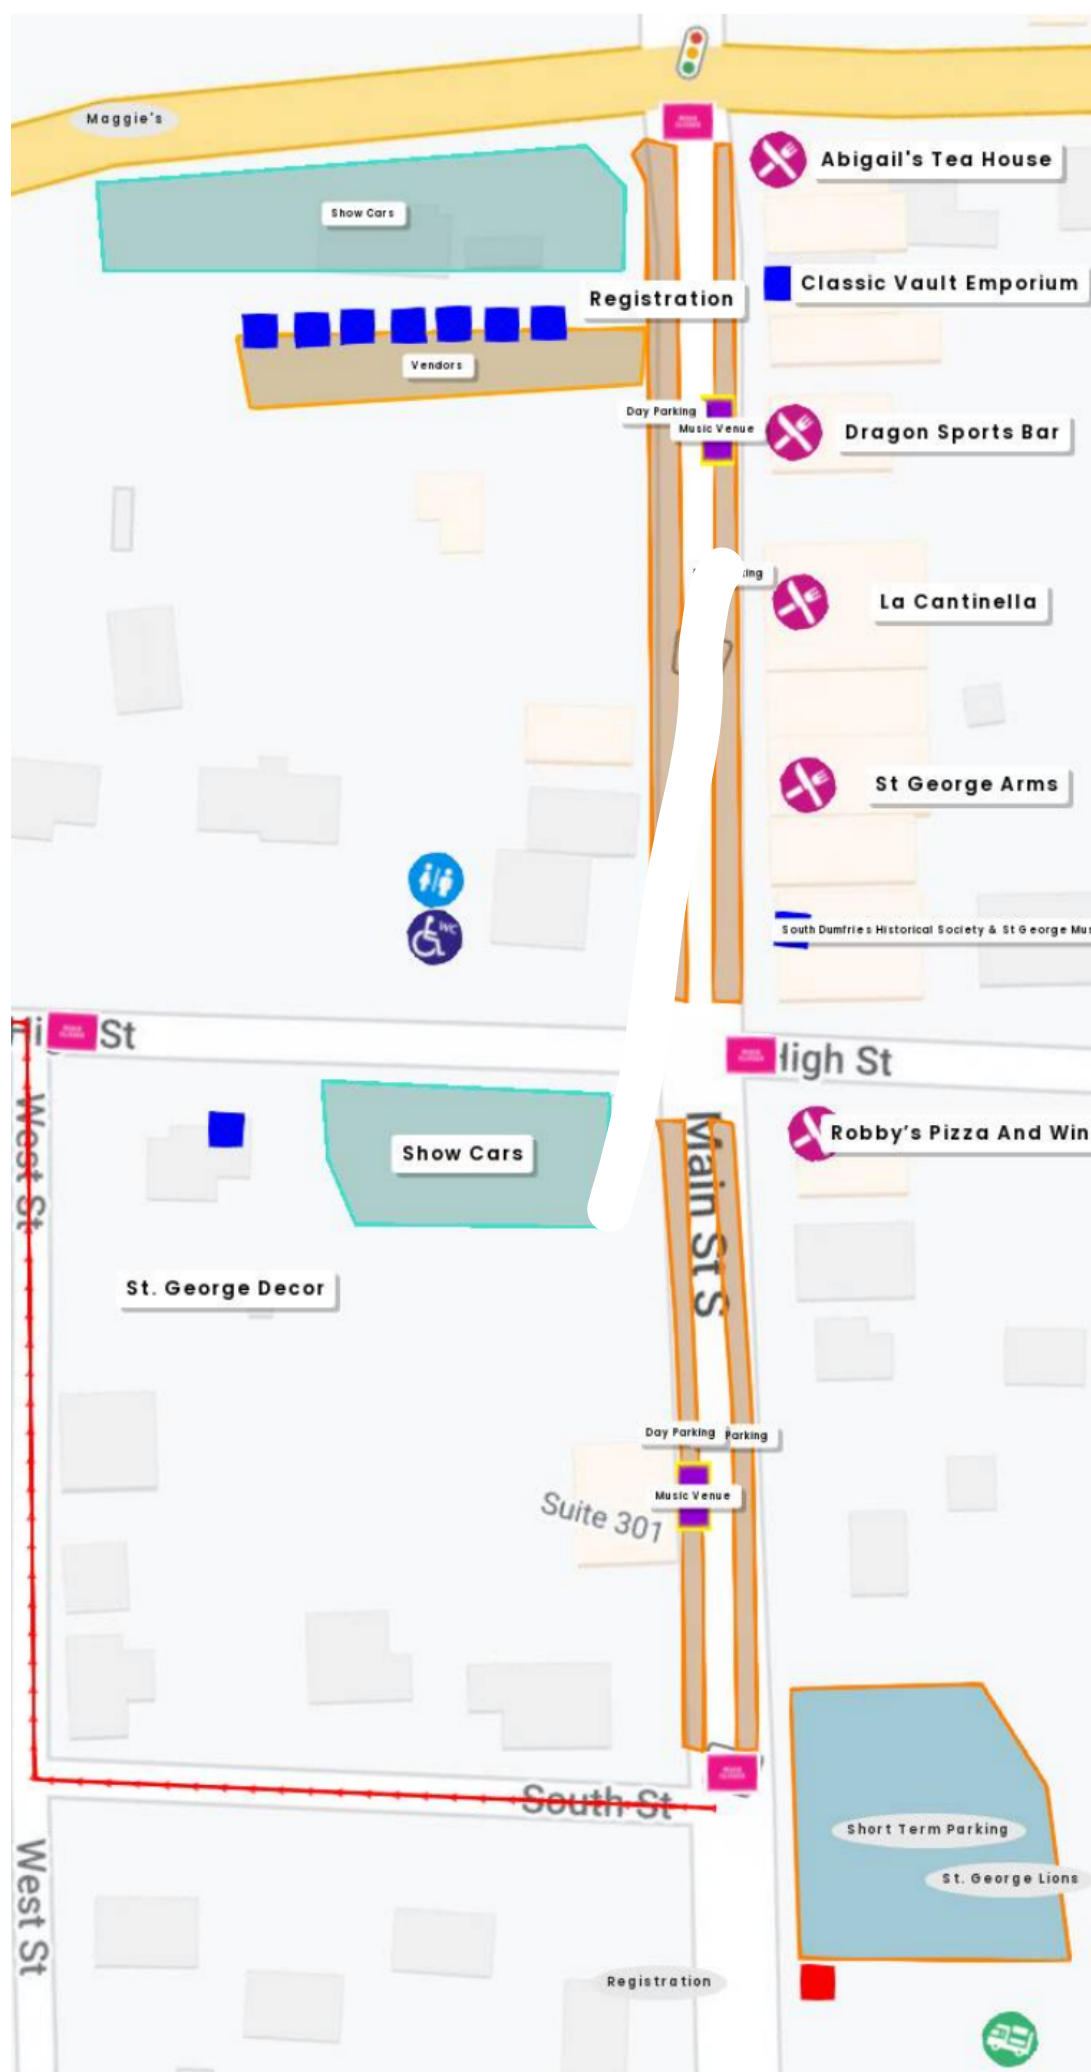 Maggie's
Abigail's Tea House
Show Cars
Classic Vault Emporium
Registration
Vendors
Day Parking
Music Venue
Dragon Sports Bar
La Cantinella
St George Arms
WC
South Dumfries Historical Society & St George Mus
St
High St
West St
Show Cars
Robby's Pizza And Win
Main St S
St. George Decor
Day Parking
Parking
Music Venue
Suite 301
South St
Short Term Parking
St. George Lions
West St
Registration